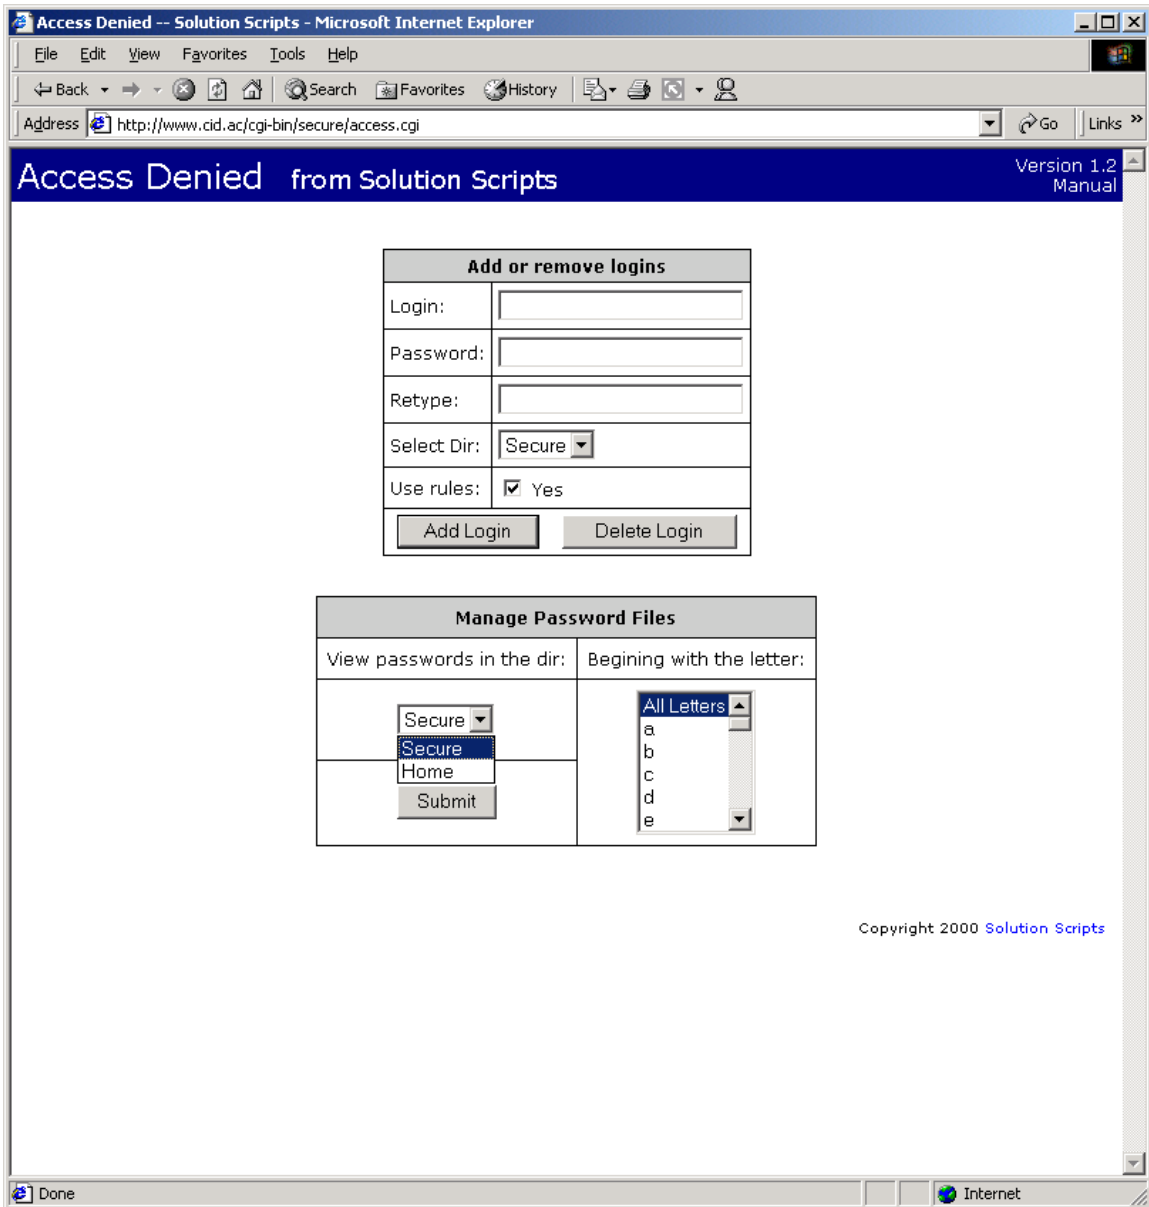 Access Denied -- Solution Scripts - Microsoft Internet Explorer
File Edit View Favorites Tools Help
Back Search Favorites History
Address http://www.cid.ac/cgi-bin/secure/access.cgi Go Links »
Access Denied from Solution Scripts Version 1.2
Manual
Add or remove logins
Login:
Password:
Retype:
Select Dir: Secure
Use rules: Yes
Add Login Delete Login
Manage Password Files
View passwords in the dir: Begining with the letter:
Secure
Secure
Home
Submit
All Letters
a
b
c
d
e
Copyright 2000 Solution Scripts
Done Internet